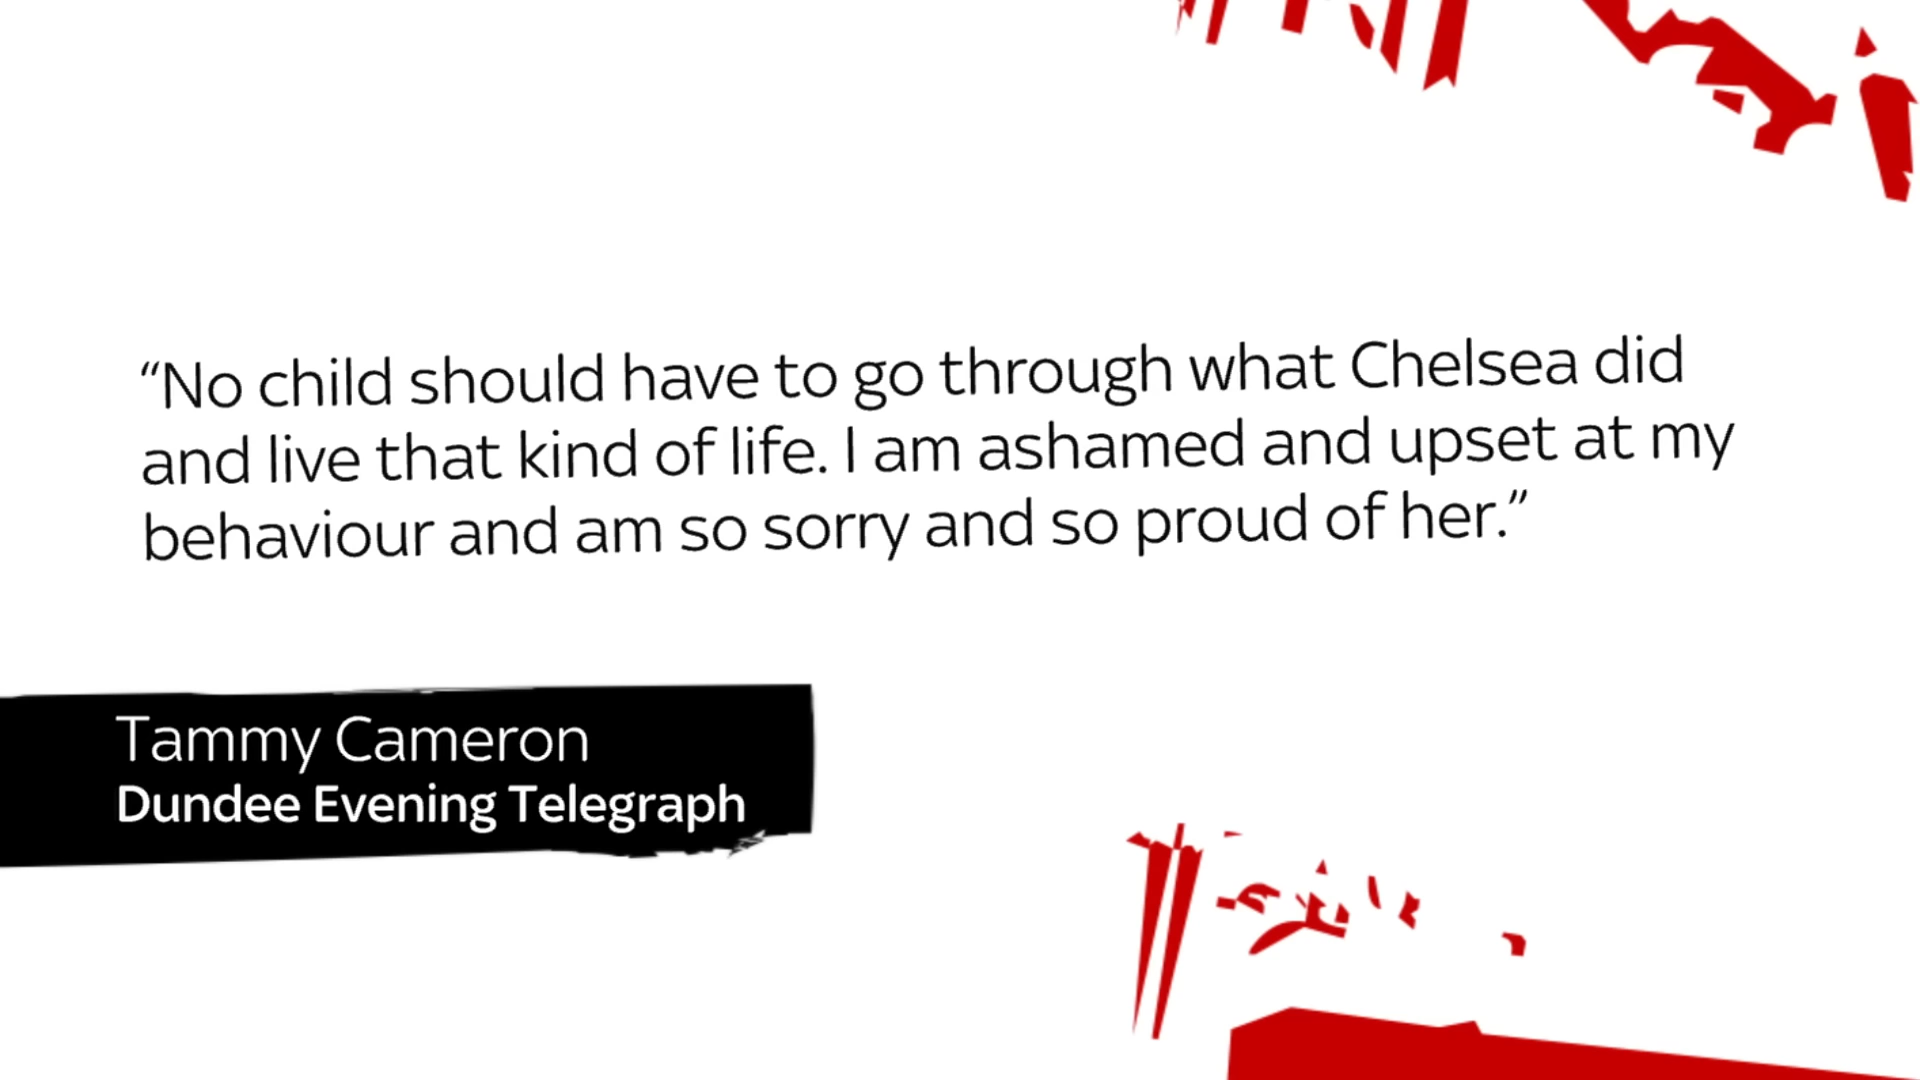 “No child should have to go through what Chelsea did
and live that kind of life. I am ashamed and upset at my
behaviour and am so sorry and so proud of her.”
Tammy Cameron
Dundee Evening Telegraph